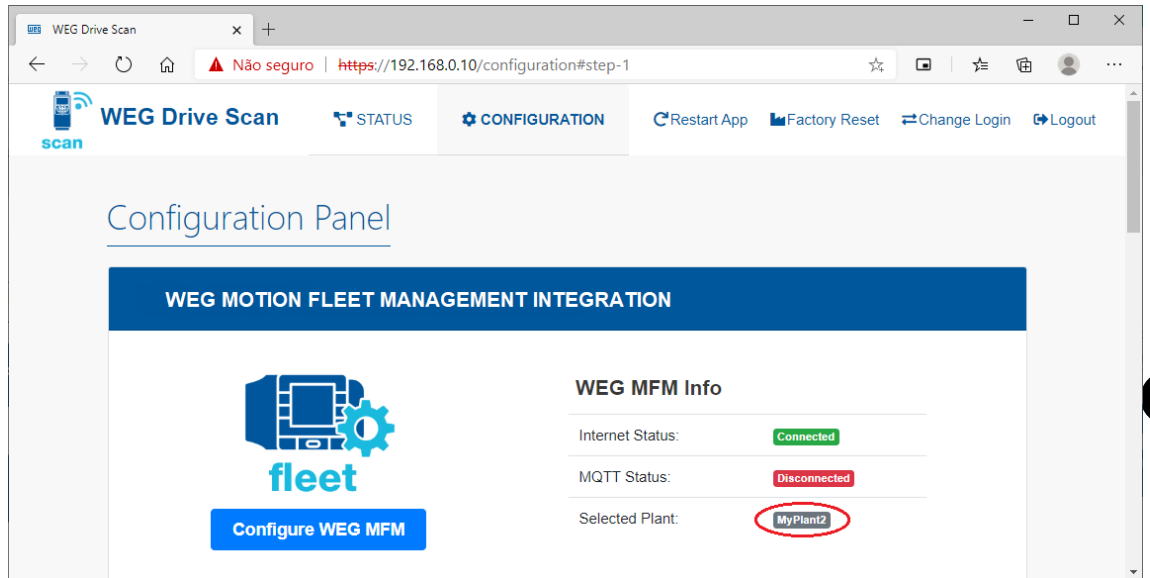 WEG Drive Scan
Não seguro | https://192.168.0.10/configuration#step-1
scan
WEG Drive Scan
STATUS
CONFIGURATION
Restart App
Factory Reset
Change Login
Logout
Configuration Panel
WEG MOTION FLEET MANAGEMENT INTEGRATION
fleet
Configure WEG MFM
WEG MFM Info
Internet Status: Connected
MQTT Status: Disconnected
Selected Plant: MyPlant2